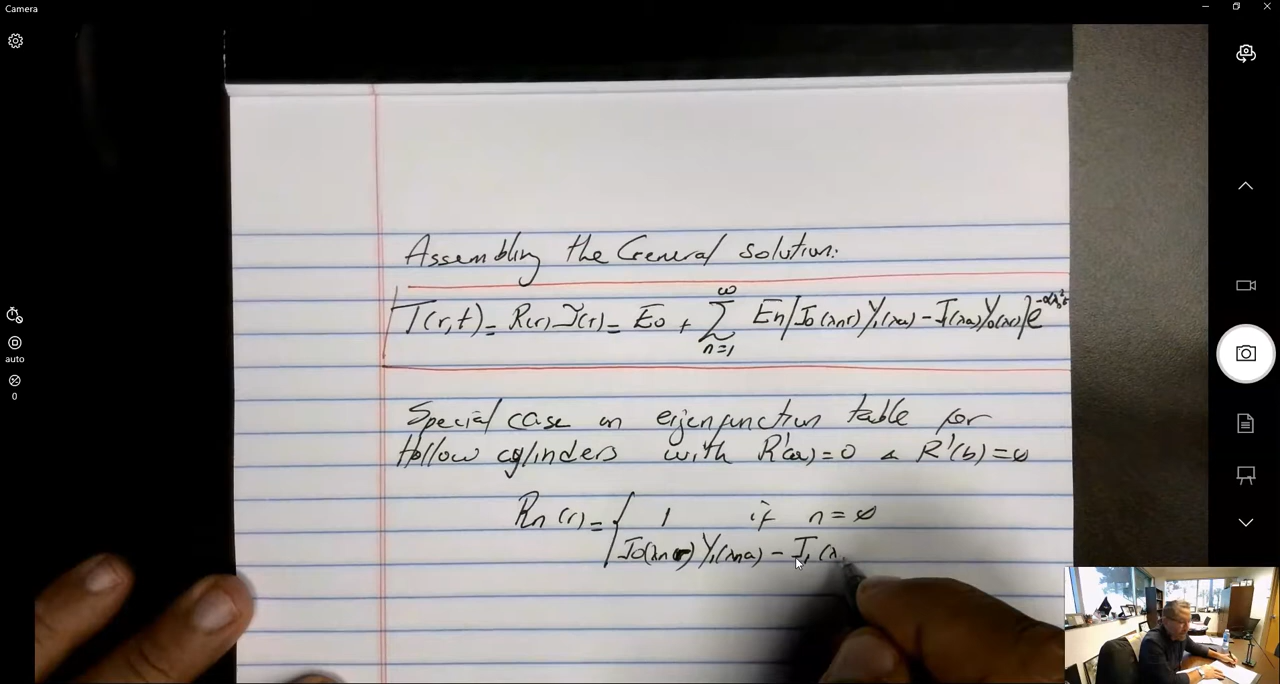 Camera
Assembling the General solution:
T(r,t) = R(r) T(r) = E0 + ∞∑n=1 En[J0(λnr)Y1(λna) - J1(λna)Y0(λnr)]e^-αλn²t
Special case in eigenfunction table for
Hollow cylinders with R'(a)=0 & R'(b)=0
Rn(r) = { 1 if n=0
J0(λnr) Y1(λna) - J1(λ
auto
0